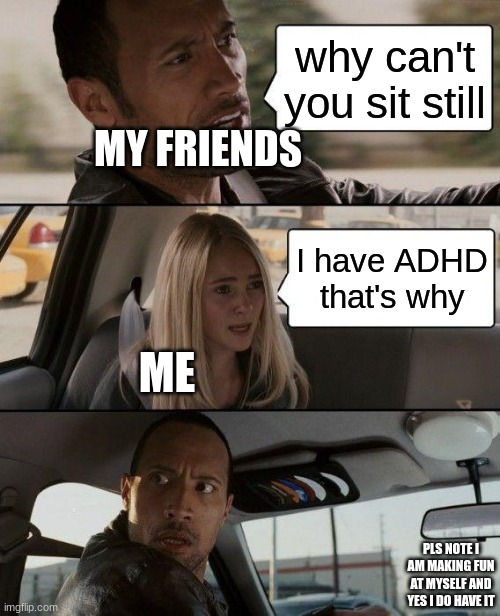 why can't
you sit still
MY FRIENDS
I have ADHD
that's why
ME
PLS NOTE I
AM MAKING FUN
AT MYSELF AND
YES I DO HAVE IT
imgflip.com